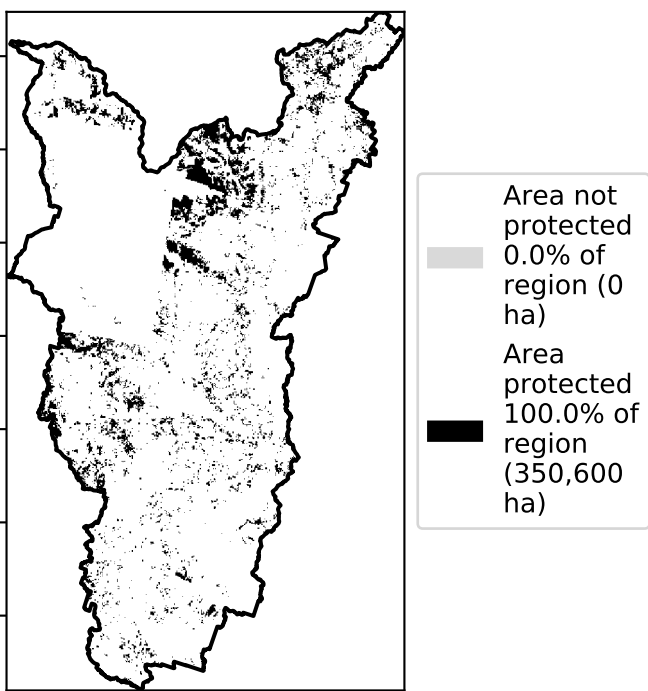 Area not
protected
0.0% of
region (0
ha)
Area
protected
100.0% of
region
(350,600
ha)